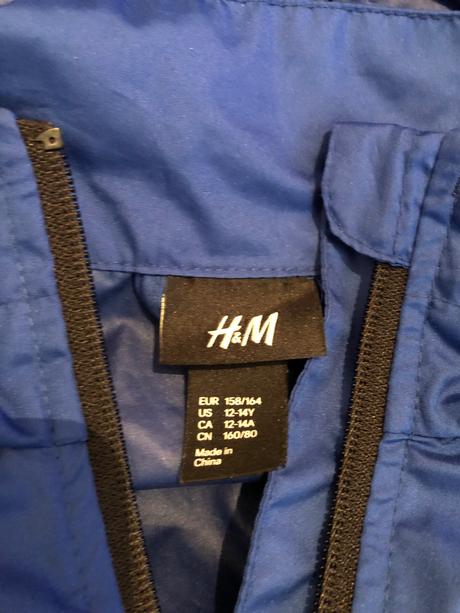 H&M
EUR 158/164
US 12-14Y
CA 12-14A
CN 160/80
Made in
China